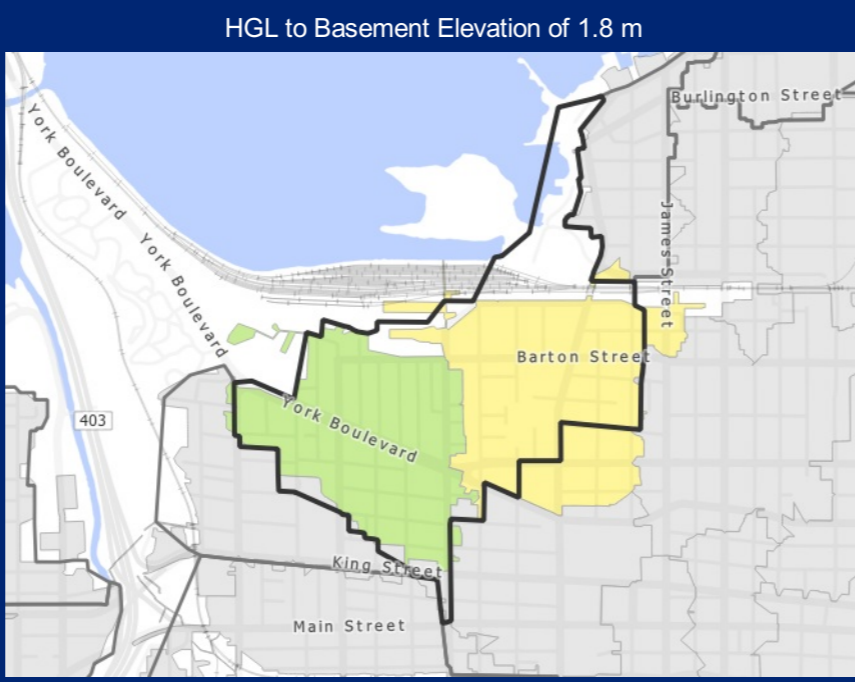 HGL to Basement Elevation of 1.8 m
Burlington Street
York Boulevard
York Boulevard
James Street
Barton Street
York Boulevard
403
King Street
Main Street